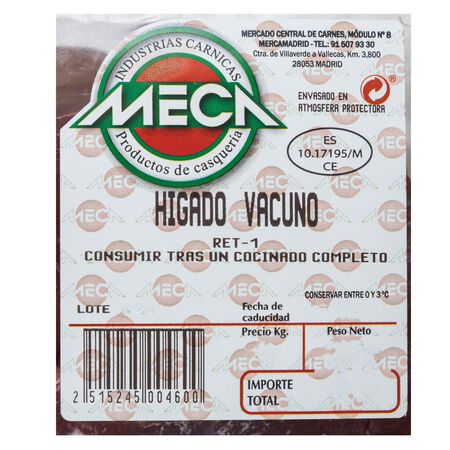 MERCADO CENTRAL DE CARNES, MÓDULO Nº 8
MERCAMADRID - TEL: 91 507 93 30
Ctra. de Villaverde a Vallecas, Km. 3,800
28053 MADRID
INDUSTRIAS CARNICAS
MECA
Productos de casquería
ENVASADO EN
ATMOSFERA PROTECTORA
ES
10.17195/M
CE
HIGADO VACUNO
RET-1
CONSUMIR TRAS UN COCINADO COMPLETO
CONSERVAR ENTRE 0 Y 3 ºC
LOTE
Fecha de
caducidad
Precio Kg.
Peso Neto
IMPORTE
TOTAL
2 515245 004600